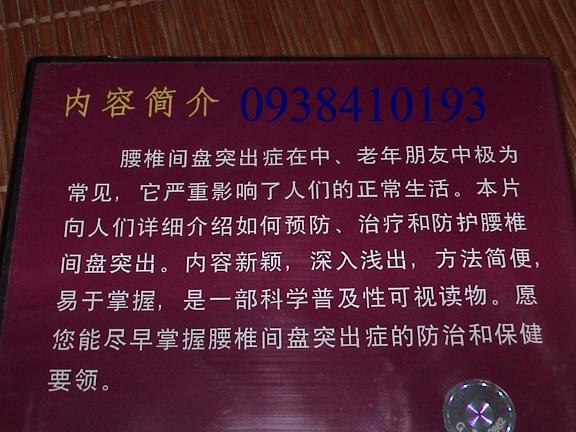 内容简介 0938410193
腰椎间盘突出症在中、老年朋友中极为
常见，它严重影响了人们的正常生活。本片
向人们详细介绍如何预防、治疗和防护腰椎
间盘突出。内容新颖，深入浅出，方法简便，
易于掌握，是一部科学普及性可视读物。愿
您能尽早掌握腰椎间盘突出症的防治和保健
要领。